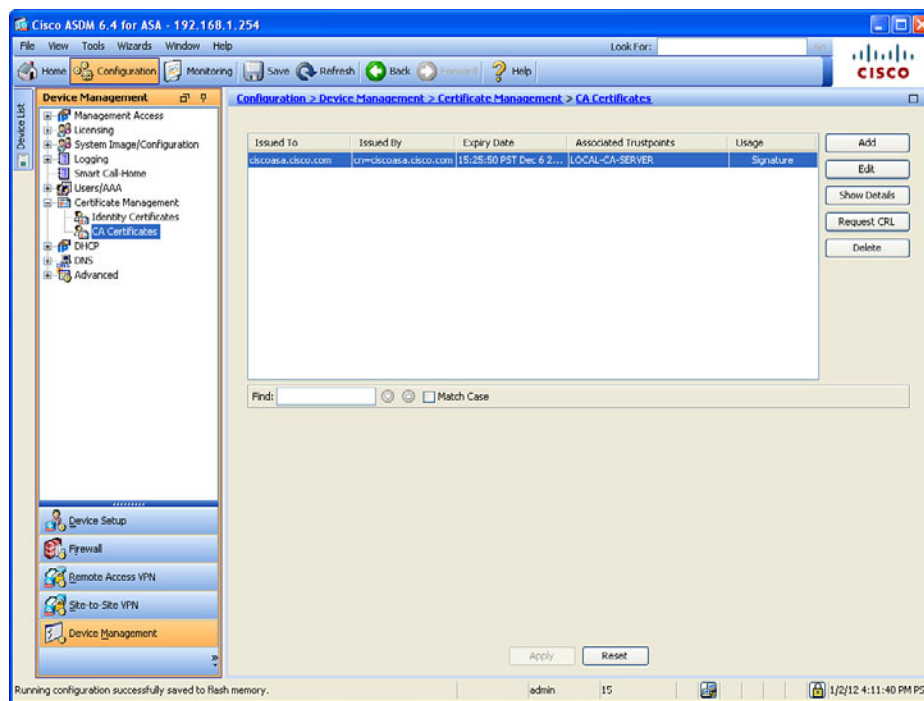 Cisco ASDM 6.4 for ASA - 192.168.1.254
File View Tools Wizards Window Help
Look For:
Go
Home Configuration Monitoring Save Refresh Back Forward Help
CISCO
Device List
Device Management
Management Access
Licensing
System Image/Configuration
Logging
Smart Call-Home
Users/AAA
Certificate Management
Identity Certificates
CA Certificates
DHCP
DNS
Advanced
Device Setup
Firewall
Remote Access VPN
Site-to-Site VPN
Device Management
Configuration > Device Management > Certificate Management > CA Certificates
Issued To Issued By Expiry Date Associated Trustpoints Usage
ciscoasa.cisco.com cn=ciscoasa.cisco.com 15:25:50 PST Dec 6 2... LOCAL-CA-SERVER Signature
Add
Edit
Show Details
Request CRL
Delete
Find: Match Case
Apply Reset
Running configuration successfully saved to flash memory. admin 15 1/2/12 4:11:40 PM PS